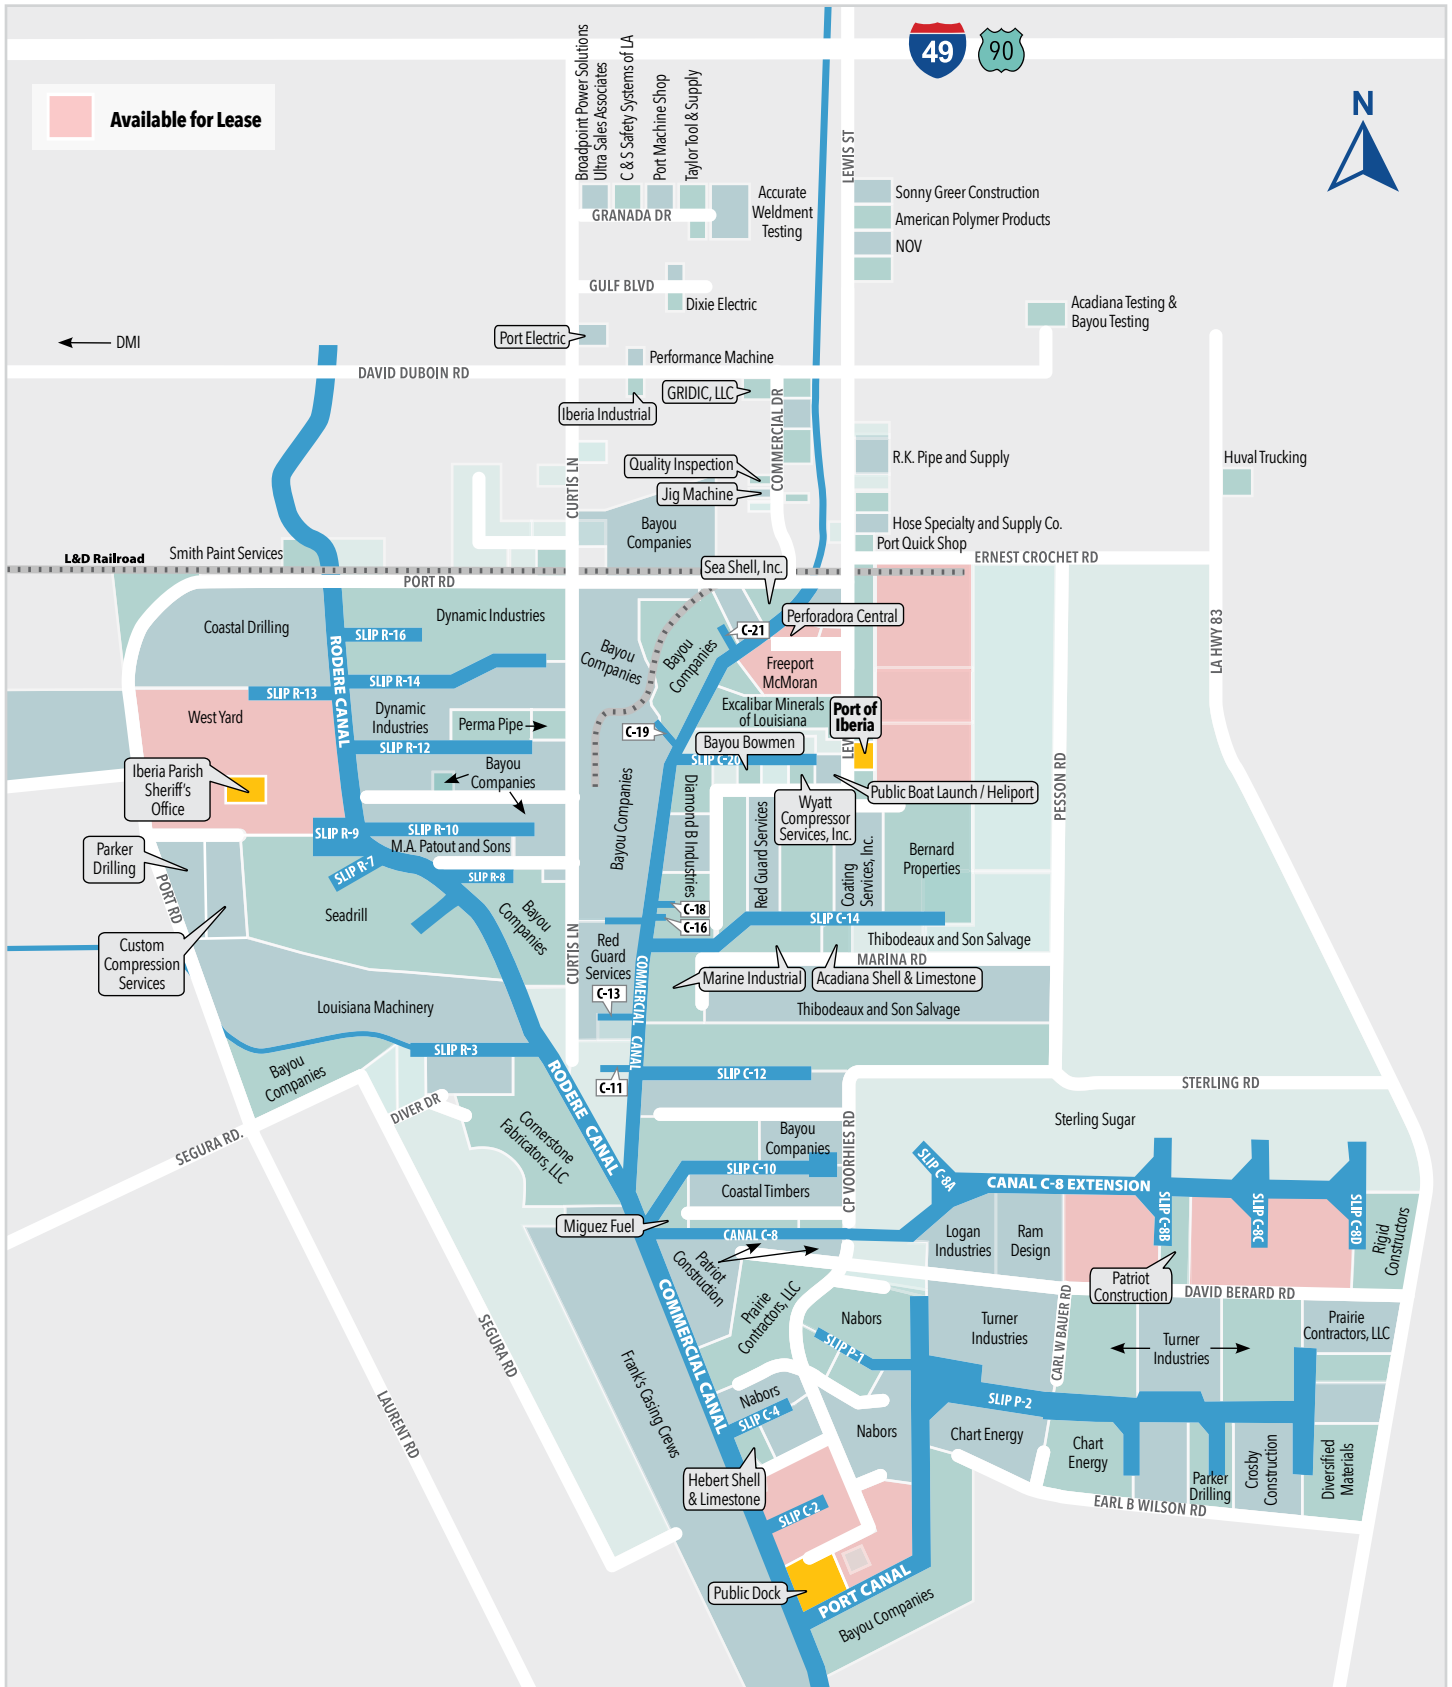 49
90
N
Available for Lease
Broadpoint Power Solutions
Ultra Sales Associates
C & S Safety Systems of LA
Port Machine Shop
Taylor Tool & Supply
Accurate
Weldment
Testing
GRANADA DR
LEWIS ST
Sonny Greer Construction
American Polymer Products
NOV
GULF BLVD
Dixie Electric
Acadiana Testing &
Bayou Testing
Port Electric
DMI
Performance Machine
DAVID DUBOIN RD
GRIDIC, LLC
Iberia Industrial
COMMERCIAL DR
CURTIS LN
Quality Inspection
Jig Machine
R.K. Pipe and Supply
Huval Trucking
Bayou
Companies
Hose Specialty and Supply Co.
Port Quick Shop
L&D Railroad
Smith Paint Services
ERNEST CROCHET RD
PORT RD
Sea Shell, Inc.
Coastal Drilling
Dynamic Industries
RODERE CANAL
SLIP R-16
C-21
Perforadora Central
LA HWY 83
Bayou
Companies
Bayou
Companies
Freeport
McMoran
SLIP R-13
SLIP R-14
West Yard
Dynamic
Industries
Perma Pipe
Excalibar Minerals
of Louisiana
Port of
Iberia
LEW
C-19
Bayou Bowmen
SLIP R-12
SLIP C-20
Iberia Parish
Sheriff's
Office
Bayou
Companies
Public Boat Launch / Heliport
Wyatt
Compressor
Services, Inc.
PESSON RD
Bayou Companies
Diamond B Industries
Red Guard Services
Coating
Services, Inc.
Bernard
Properties
SLIP R-9
SLIP R-10
M.A. Patout and Sons
Parker
Drilling
SLIP R-7
SLIP R-8
PORT RD
Seadrill
Bayou
Companies
C-18
C-16
SLIP C-14
Custom
Compression
Services
CURTIS LN
Red
Guard
Services
Thibodeaux and Son Salvage
MARINA RD
COMMERCIAL CANAL
Marine Industrial
Acadiana Shell & Limestone
C-13
Louisiana Machinery
Thibodeaux and Son Salvage
SLIP R-3
Bayou
Companies
RODERE CANAL
C-11
SLIP C-12
STERLING RD
DIVER DR
Cornerstone
Fabricators, LLC
Sterling Sugar
SEGURA RD.
Bayou
Companies
CP VOORHIES RD
SLIP C-10
Coastal Timbers
SLIP C-8A
CANAL C-8 EXTENSION
SLIP C-8B
SLIP C-8C
SLIP C-8D
Miguez Fuel
CANAL C-8
Logan
Industries
Ram
Design
Rigid
Constructors
Patriot
Construction
Patriot
Construction
DAVID BERARD RD
COMMERCIAL CANAL
Prairie
Contractors, LLC
Nabors
Turner
Industries
CARL W BAUER RD
Turner
Industries
Prairie
Contractors, LLC
SEGURA RD
SLIP P-1
Frank's Casing Crews
Nabors
SLIP C-4
SLIP P-2
LAURENT RD
Nabors
Chart Energy
Chart
Energy
Parker
Drilling
Crosby
Construction
Diversified
Materials
Hebert Shell
& Limestone
SLIP C-2
EARL B WILSON RD
Public Dock
PORT CANAL
Bayou Companies